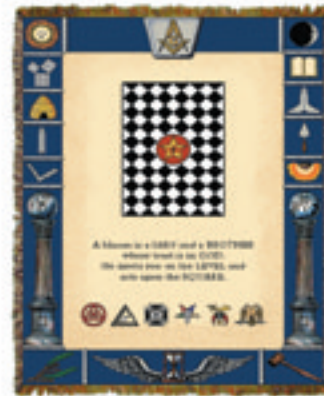 A Mason is a MAN and a BROTHER
whose trust is in GOD.
He meets you on the LEVEL and
acts upon the SQUARE.